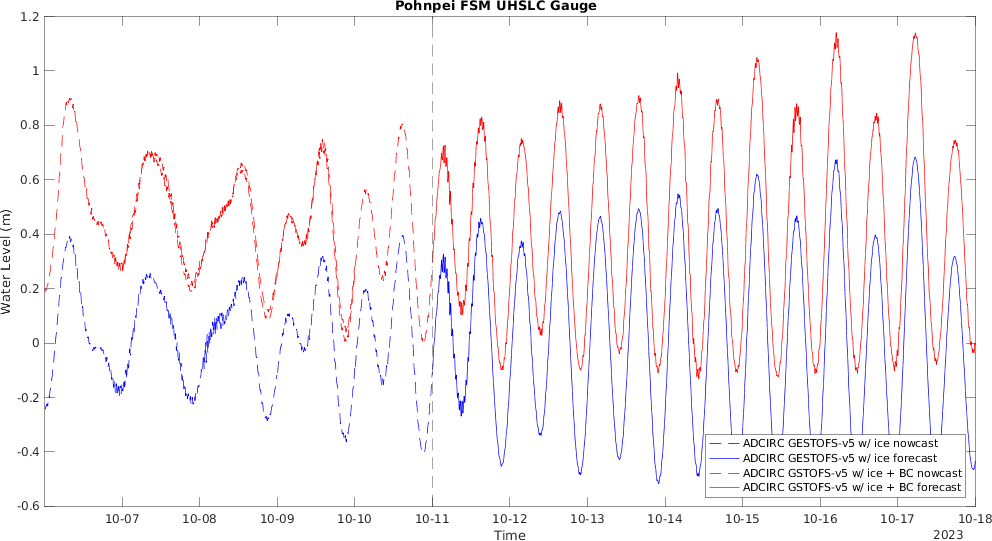 Pohnpei FSM UHSLC Gauge
Water Level (m)
1.2
1
0.8
0.6
0.4
0.2
0
-0.2
-0.4
-0.6
ADCIRC GESTOFS-v5 w/ ice nowcast
ADCIRC GESTOFS-v5 w/ ice forecast
ADCIRC GSTOFS-v5 w/ ice + BC nowcast
ADCIRC GSTOFS-v5 w/ ice + BC forecast
10-07 10-08 10-09 10-10 10-11 10-12 10-13 10-14 10-15 10-16 10-17 10-18
Time
2023